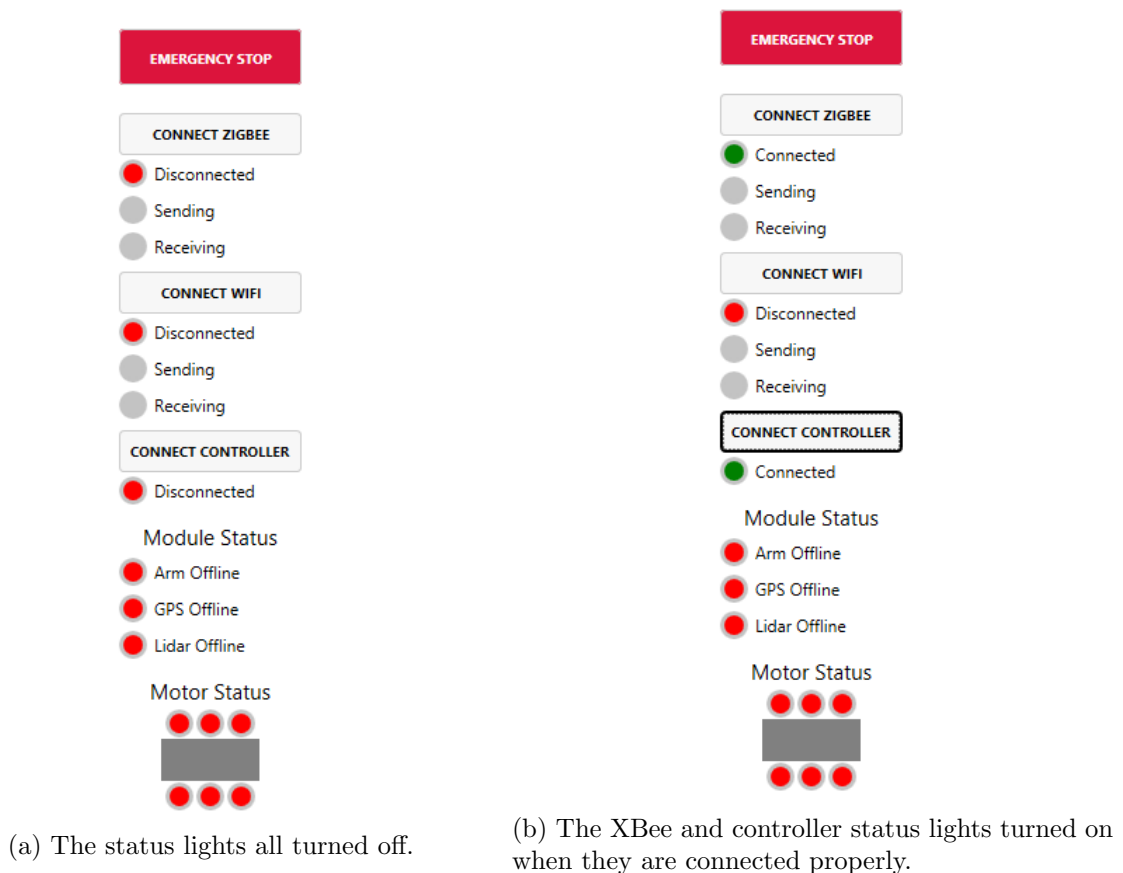 EMERGENCY STOP
CONNECT ZIGBEE
Disconnected
Sending
Receiving
CONNECT WIFI
Disconnected
Sending
Receiving
CONNECT CONTROLLER
Disconnected
Module Status
Arm Offline
GPS Offline
Lidar Offline
Motor Status
(a) The status lights all turned off.
EMERGENCY STOP
CONNECT ZIGBEE
Connected
Sending
Receiving
CONNECT WIFI
Disconnected
Sending
Receiving
CONNECT CONTROLLER
Connected
Module Status
Arm Offline
GPS Offline
Lidar Offline
Motor Status
(b) The XBee and controller status lights turned on
when they are connected properly.